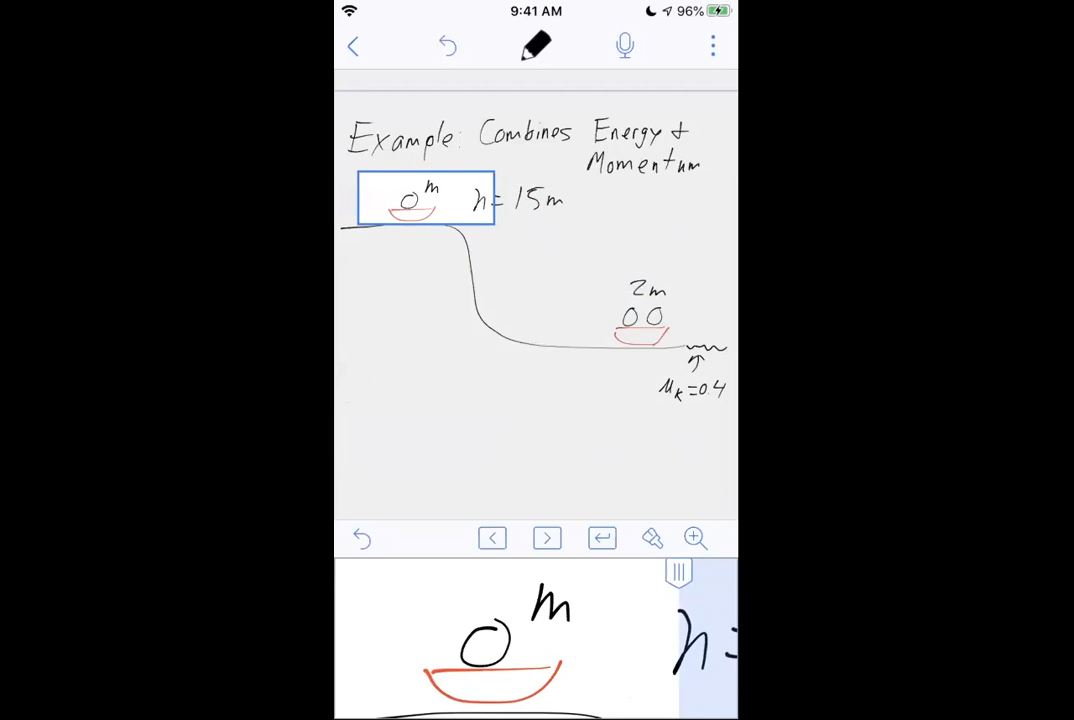 9:41 AM
96%
Example: Combines Energy &
Momentum
m
h = 15m
2m
μk = 0.4
m
h=